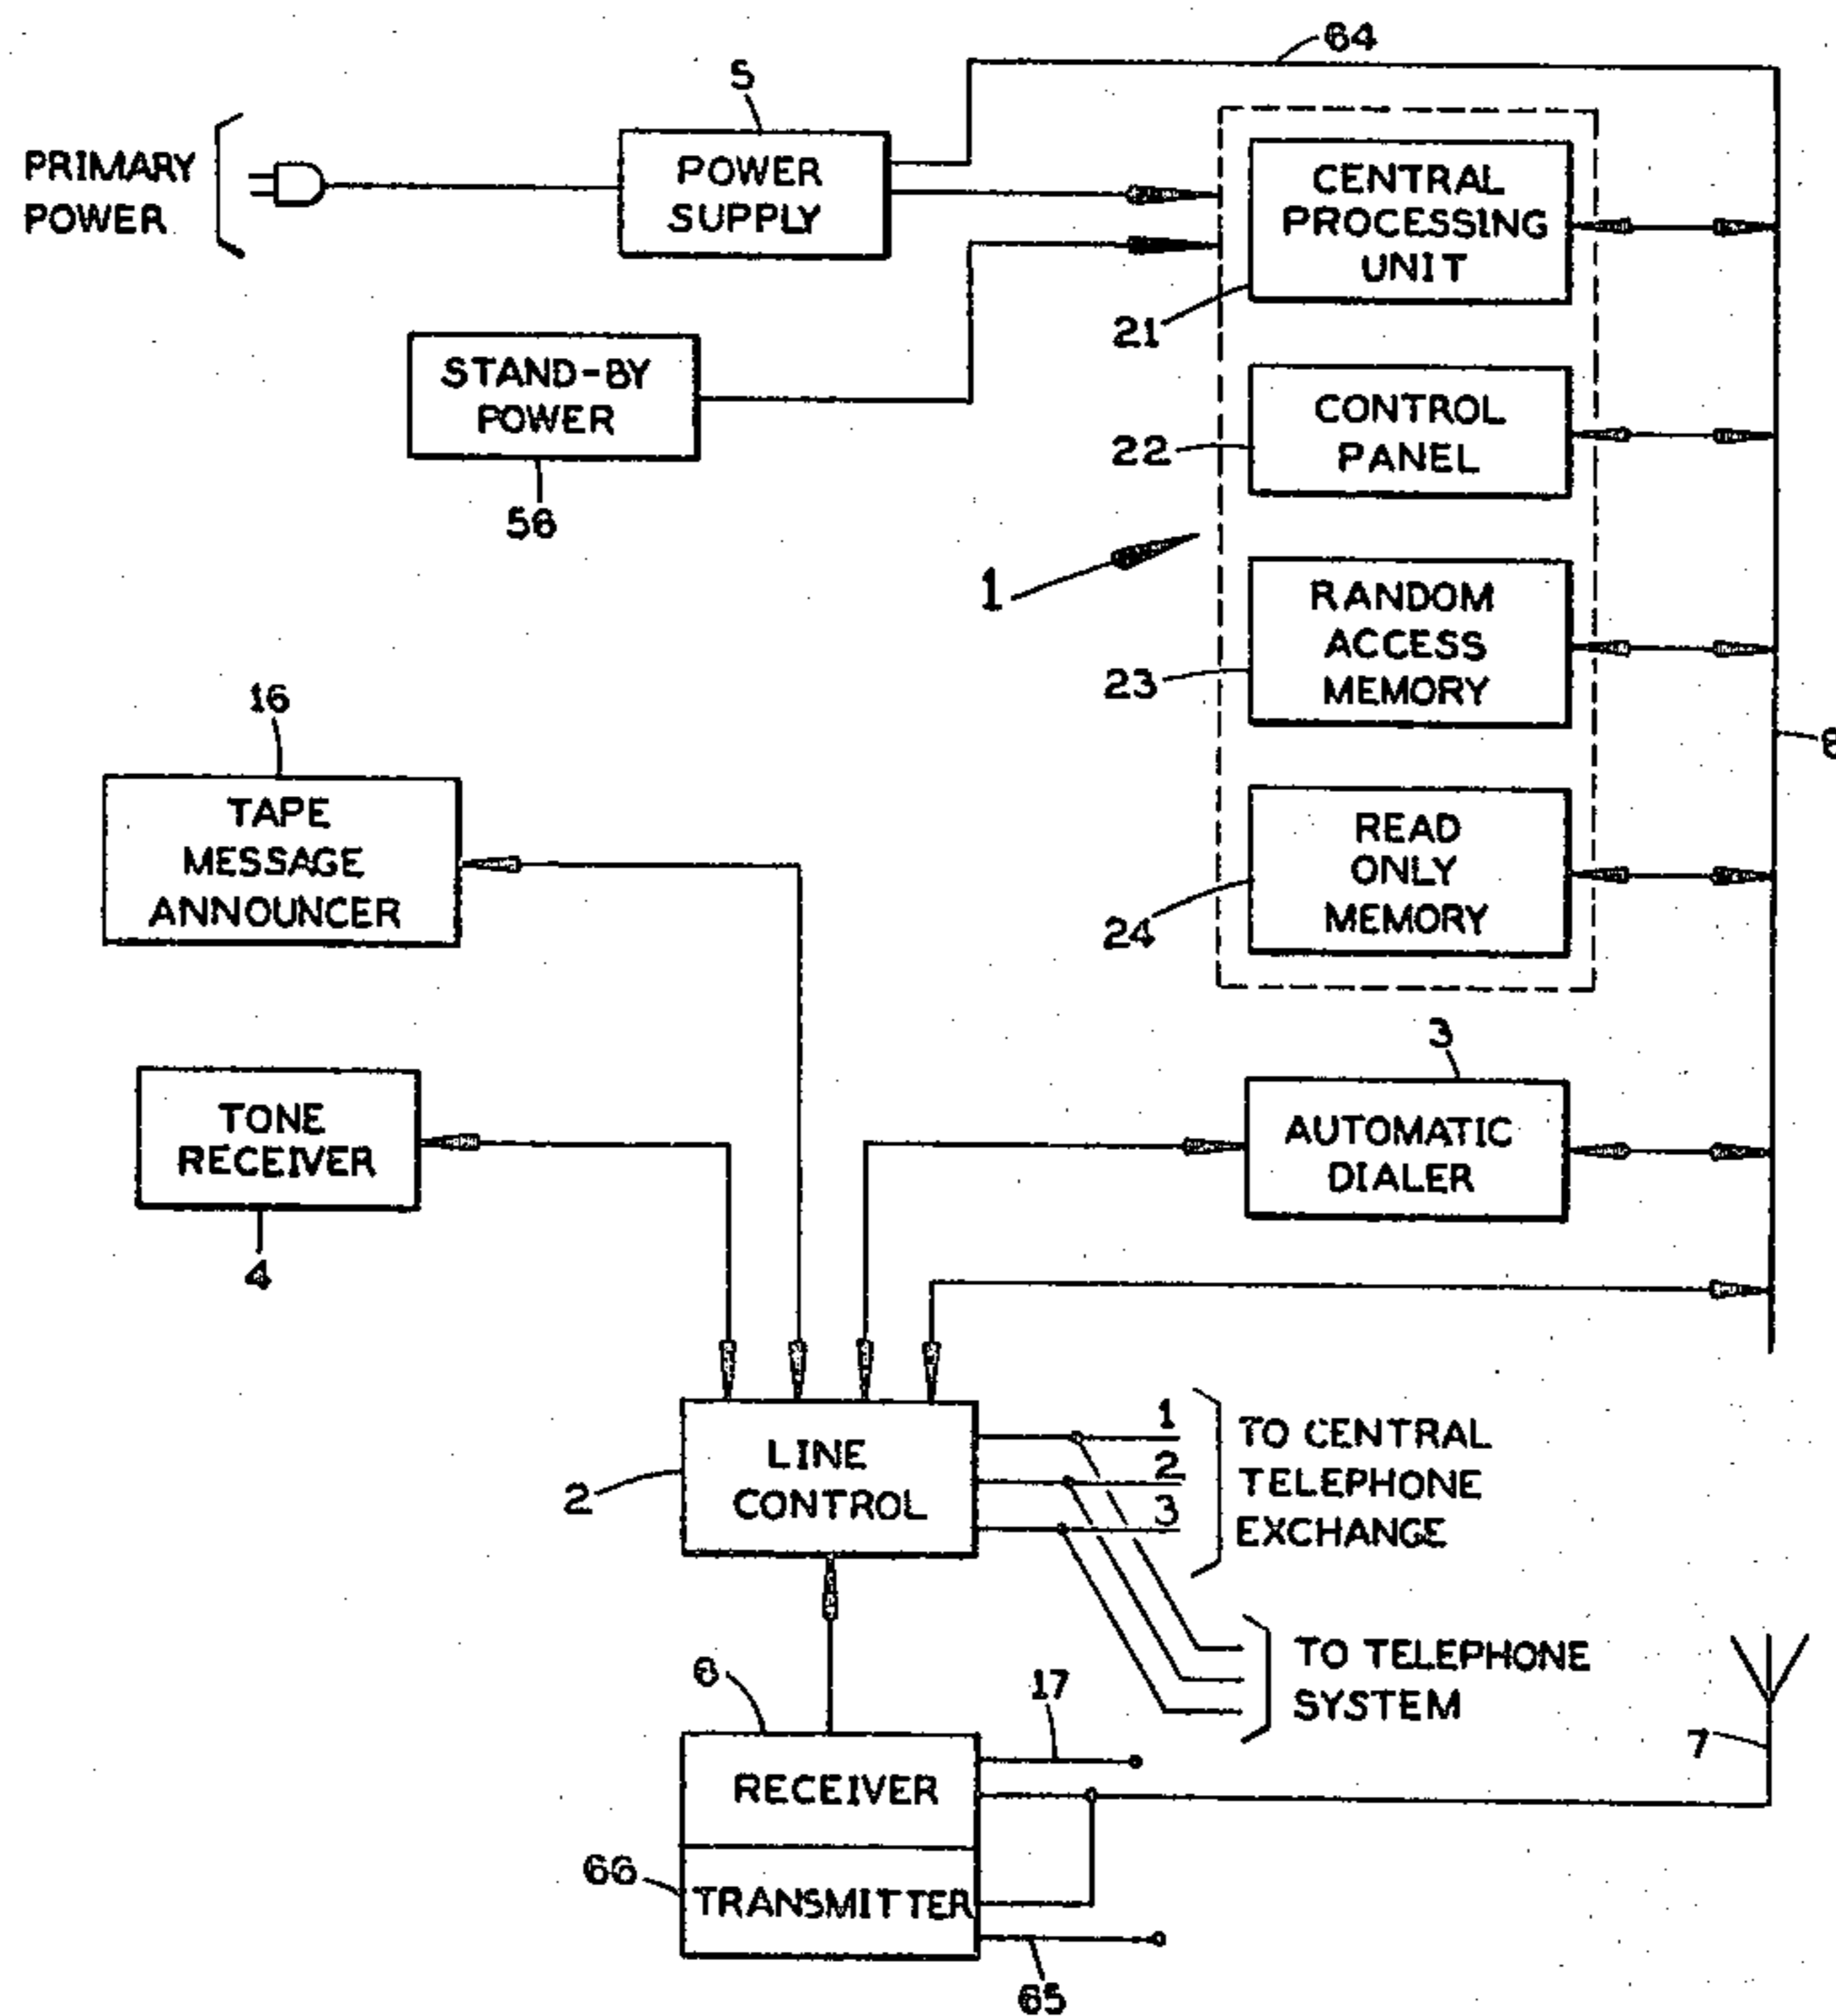 64
5
PRIMARY
POWER
POWER
SUPPLY
CENTRAL
PROCESSING
UNIT
21
STAND-BY
POWER
56
CONTROL
PANEL
22
1
RANDOM
ACCESS
MEMORY
23
16
TAPE
MESSAGE
ANNOUNCER
READ
ONLY
MEMORY
24
3
TONE
RECEIVER
4
AUTOMATIC
DIALER
LINE
CONTROL
2
1
2
3
TO CENTRAL
TELEPHONE
EXCHANGE
TO TELEPHONE
SYSTEM
17
7
RECEIVER
66
TRANSMITTER
65